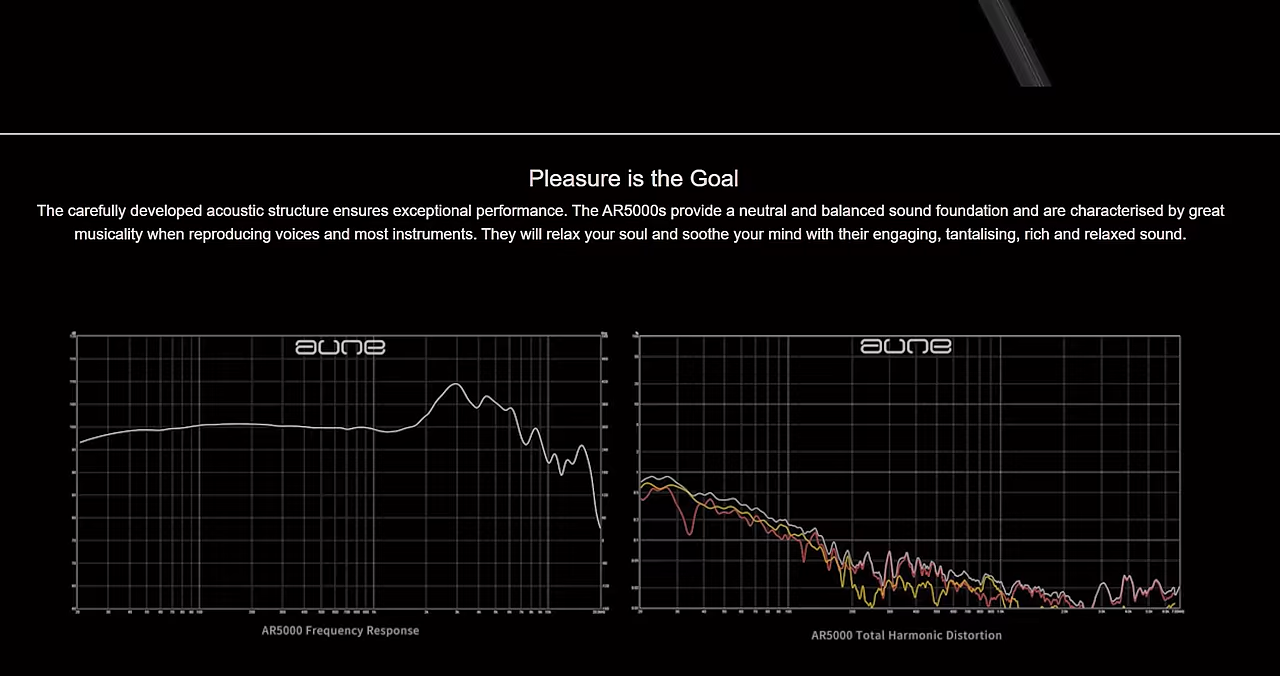 Pleasure is the Goal
The carefully developed acoustic structure ensures exceptional performance. The AR5000s provide a neutral and balanced sound foundation and are characterised by great
musicality when reproducing voices and most instruments. They will relax your soul and soothe your mind with their engaging, tantalising, rich and relaxed sound.
aune
aune
AR5000 Frequency Response
AR5000 Total Harmonic Distortion